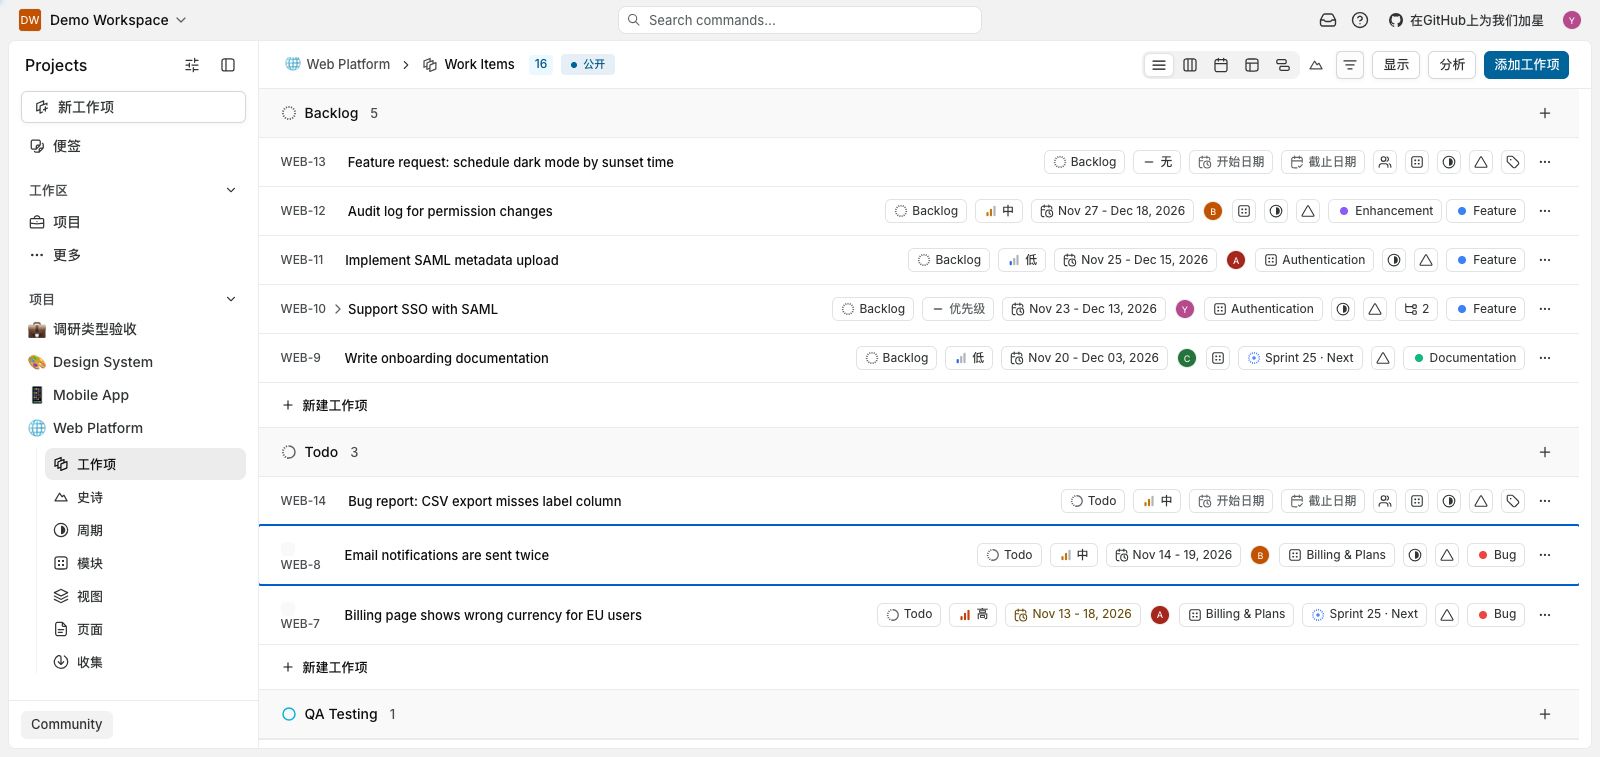 DW Demo Workspace
Search commands...
在GitHub上为我们加星
Y
Projects
新工作项
便签
工作区
项目
更多
项目
调研类型验收
Design System
Mobile App
Web Platform
工作项
史诗
周期
模块
视图
页面
收集
Community
Web Platform
Work Items
16
公开
显示
分析
添加工作项
Backlog 5
WEB-13 Feature request: schedule dark mode by sunset time Backlog 无 开始日期 截止日期
WEB-12 Audit log for permission changes Backlog 中 Nov 27 - Dec 18, 2026 B Enhancement Feature
WEB-11 Implement SAML metadata upload Backlog 低 Nov 25 - Dec 15, 2026 A Authentication Feature
WEB-10 Support SSO with SAML Backlog 优先级 Nov 23 - Dec 13, 2026 Y Authentication 2 Feature
WEB-9 Write onboarding documentation Backlog 低 Nov 20 - Dec 03, 2026 C Sprint 25 · Next Documentation
新建工作项
Todo 3
WEB-14 Bug report: CSV export misses label column Todo 中 开始日期 截止日期
WEB-8 Email notifications are sent twice Todo 中 Nov 14 - 19, 2026 B Billing & Plans Bug
WEB-7 Billing page shows wrong currency for EU users Todo 高 Nov 13 - 18, 2026 A Billing & Plans Sprint 25 · Next Bug
新建工作项
QA Testing 1